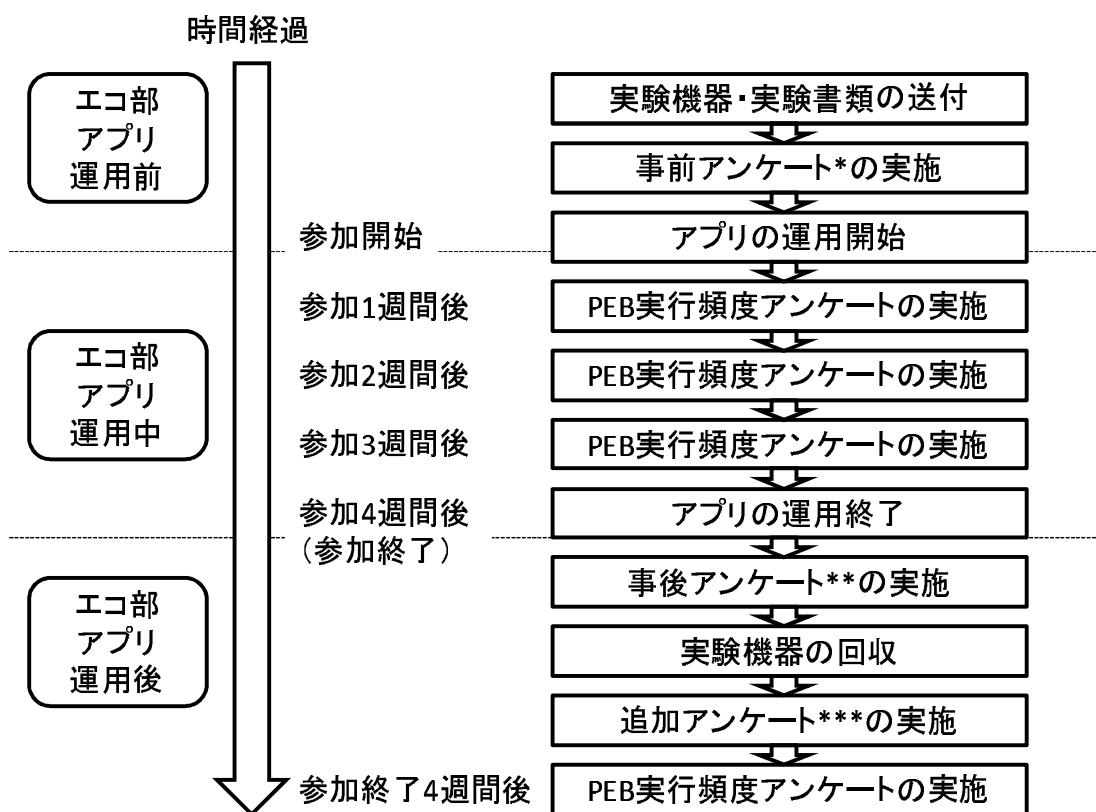 時間経過
エコ部
アプリ
運用前
実験機器・実験書類の送付
事前アンケート*の実施
参加開始
アプリの運用開始
エコ部
アプリ
運用中
参加1週間後
PEB実行頻度アンケートの実施
参加2週間後
PEB実行頻度アンケートの実施
参加3週間後
PEB実行頻度アンケートの実施
参加4週間後
（参加終了）
アプリの運用終了
エコ部
アプリ
運用後
事後アンケート**の実施
実験機器の回収
追加アンケート***の実施
参加終了4週間後
PEB実行頻度アンケートの実施